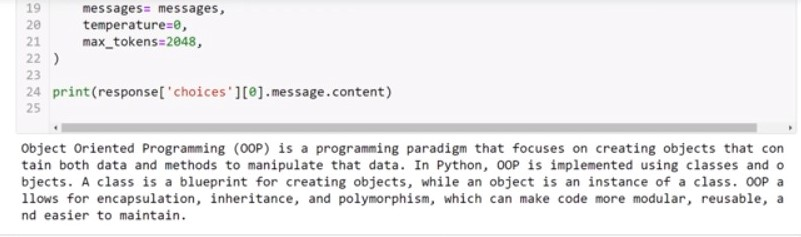 19 messages= messages,
20 temperature=0,
21 max_tokens=2048,
22 )
23
24 print(response['choices'][0].message.content)
25
Object Oriented Programming (OOP) is a programming paradigm that focuses on creating objects that con
tain both data and methods to manipulate that data. In Python, OOP is implemented using classes and o
bjects. A class is a blueprint for creating objects, while an object is an instance of a class. OOP a
llows for encapsulation, inheritance, and polymorphism, which can make code more modular, reusable, a
nd easier to maintain.